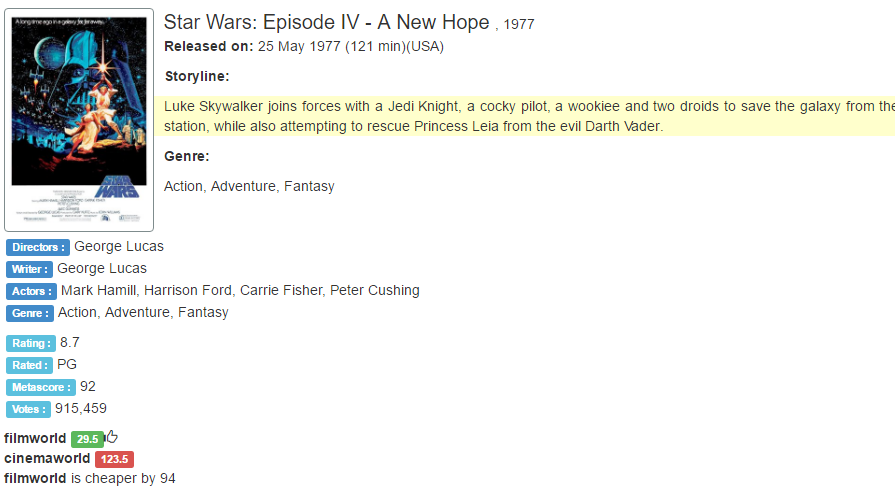 A long time ago in a galaxy far far away...
STAR WARS
Star Wars: Episode IV - A New Hope , 1977
Released on: 25 May 1977 (121 min)(USA)
Storyline:
Luke Skywalker joins forces with a Jedi Knight, a cocky pilot, a wookiee and two droids to save the galaxy from the
station, while also attempting to rescue Princess Leia from the evil Darth Vader.
Genre:
Action, Adventure, Fantasy
Directors : George Lucas
Writer : George Lucas
Actors : Mark Hamill, Harrison Ford, Carrie Fisher, Peter Cushing
Genre : Action, Adventure, Fantasy
Rating : 8.7
Rated : PG
Metascore : 92
Votes : 915,459
filmworld 29.5
cinemaworld 123.5
filmworld is cheaper by 94